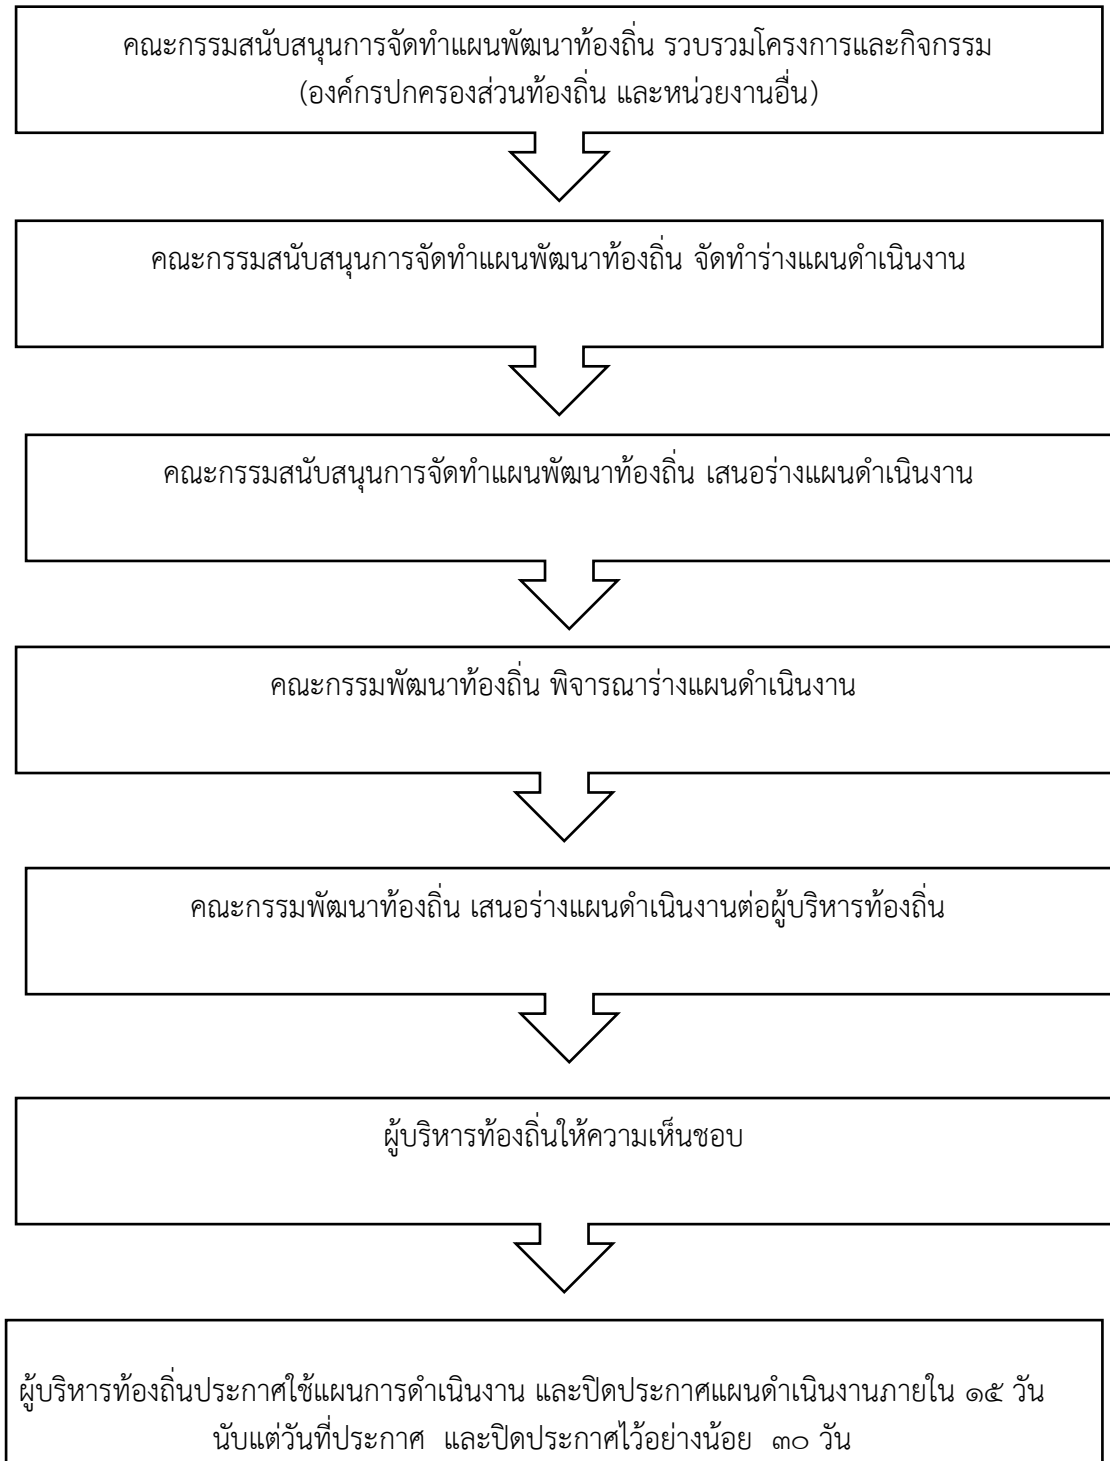 คณะกรรมสนับสนุนการจัดทำแผนพัฒนาท้องถิ่น รวบรวมโครงการและกิจกรรม
(องค์กรปกครองส่วนท้องถิ่น และหน่วยงานอื่น)
คณะกรรมสนับสนุนการจัดทำแผนพัฒนาท้องถิ่น จัดทำร่างแผนดำเนินงาน
คณะกรรมสนับสนุนการจัดทำแผนพัฒนาท้องถิ่น เสนอร่างแผนดำเนินงาน
คณะกรรมพัฒนาท้องถิ่น พิจารณาร่างแผนดำเนินงาน
คณะกรรมพัฒนาท้องถิ่น เสนอร่างแผนดำเนินงานต่อผู้บริหารท้องถิ่น
ผู้บริหารท้องถิ่นให้ความเห็นชอบ
ผู้บริหารท้องถิ่นประกาศใช้แผนการดำเนินงาน และปิดประกาศแผนดำเนินงานภายใน ๑๕ วัน
นับแต่วันที่ประกาศ และปิดประกาศไว้อย่างน้อย ๓๐ วัน